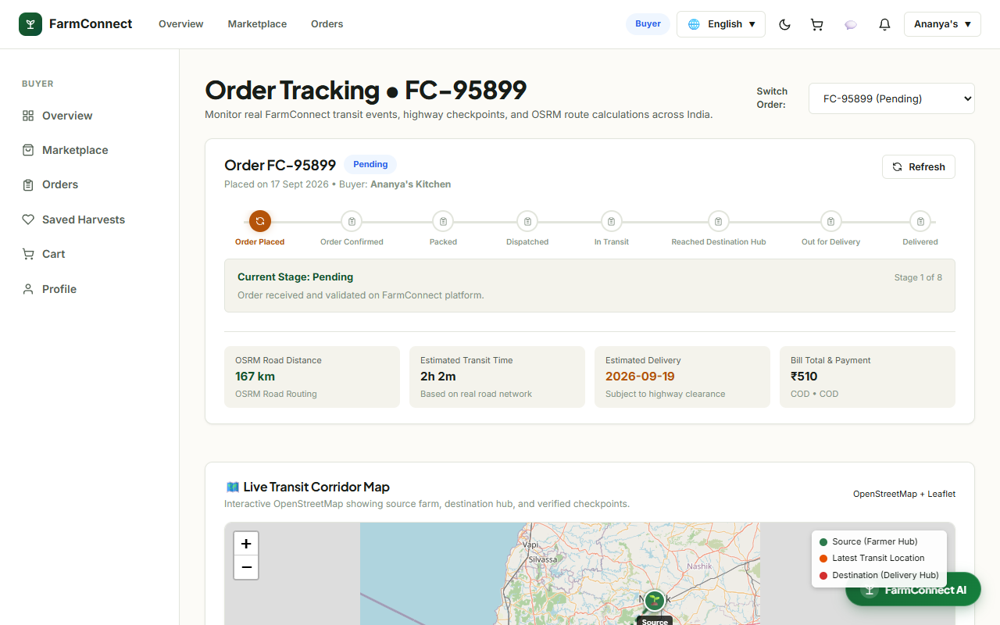 FarmConnect
Overview
Marketplace
Orders
Buyer
English ▼
Ananya's ▼
BUYER
Overview
Marketplace
Orders
Saved Harvests
Cart
Profile
Order Tracking ● FC-95899
Monitor real FarmConnect transit events, highway checkpoints, and OSRM route calculations across India.
Switch
Order:
FC-95899 (Pending)
Order FC-95899
Pending
Placed on 17 Sept 2026 • Buyer: Ananya's Kitchen
Refresh
Order Placed
Order Confirmed
Packed
Dispatched
In Transit
Reached Destination Hub
Out for Delivery
Delivered
Current Stage: Pending
Stage 1 of 8
Order received and validated on FarmConnect platform.
OSRM Road Distance
167 km
OSRM Road Routing
Estimated Transit Time
2h 2m
Based on real road network
Estimated Delivery
2026-09-19
Subject to highway clearance
Bill Total & Payment
₹510
COD • COD
Live Transit Corridor Map
Interactive OpenStreetMap showing source farm, destination hub, and verified checkpoints.
OpenStreetMap + Leaflet
+
−
Vapi
Silvassa
Nashik
Source
Source (Farmer Hub)
Latest Transit Location
Destination (Delivery Hub)
FarmConnect AI